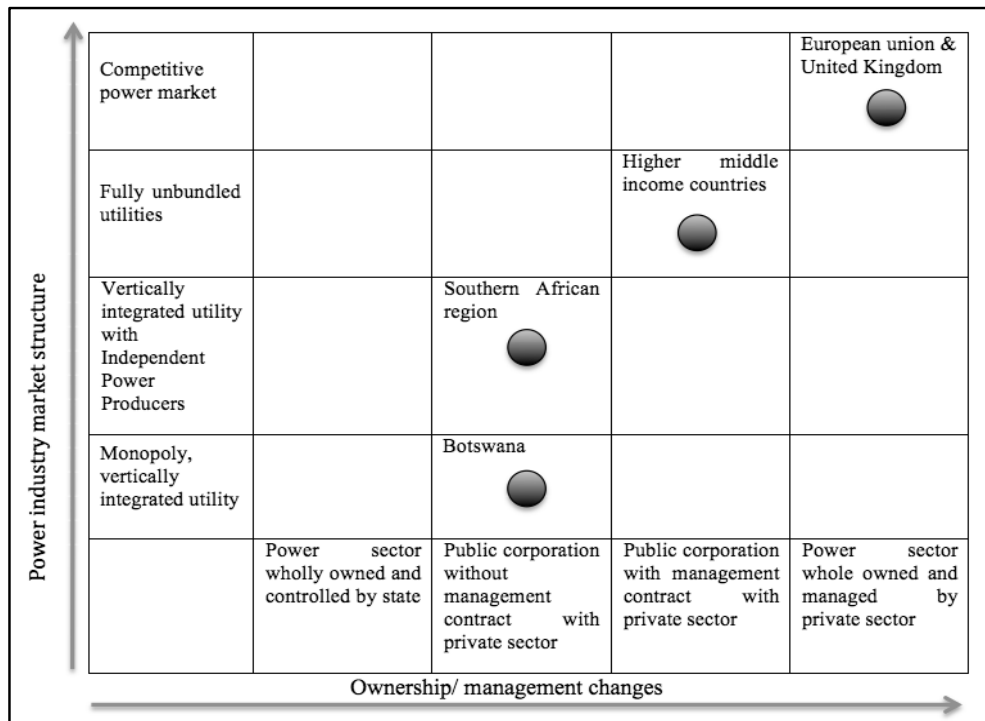 Power industry market structure
Competitive
power market
European union &
United Kingdom
Fully unbundled
utilities
Higher middle
income countries
Vertically
integrated utility
with
Independent
Power
Producers
Southern African
region
Monopoly,
vertically
integrated utility
Botswana
Power sector
wholly owned and
controlled by state
Public corporation
without
management
contract with
private sector
Public corporation
with management
contract with
private sector
Power sector
whole owned and
managed by
private sector
Ownership/ management changes